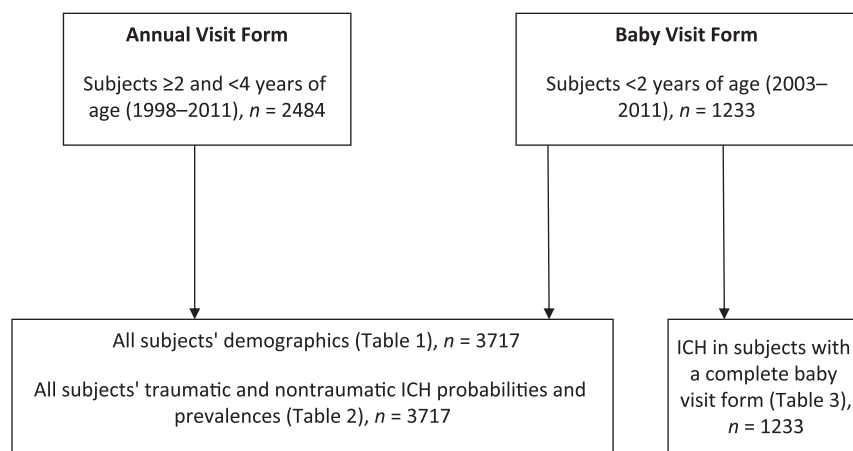 Annual Visit Form
Subjects ≥2 and <4 years of
age (1998–2011), n = 2484
Baby Visit Form
Subjects <2 years of age (2003–
2011), n = 1233
All subjects' demographics (Table 1), n = 3717
All subjects' traumatic and nontraumatic ICH probabilities and
prevalences (Table 2), n = 3717
ICH in subjects with
a complete baby
visit form (Table 3),
n = 1233